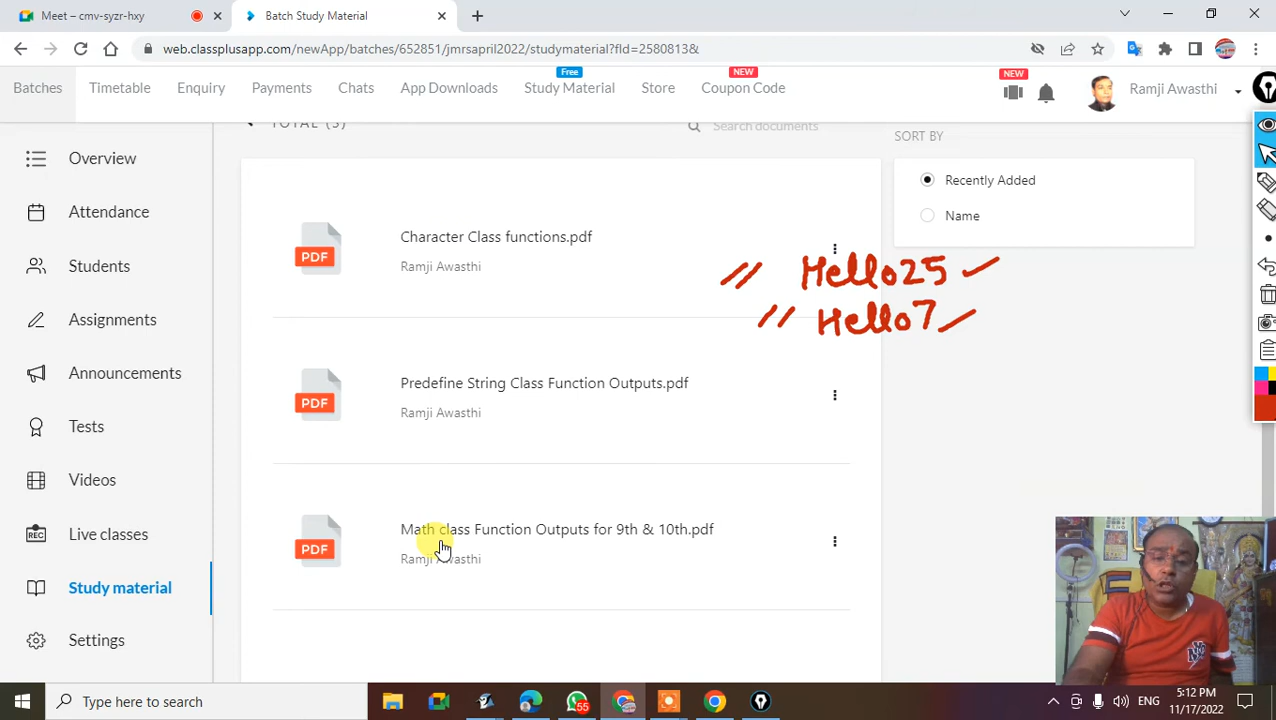 Meet – cmv-syzr-hxy
Batch Study Material
web.classplusapp.com/newApp/batches/652851/jmrsapril2022/studymaterial?fId=2580813&
Batches Timetable Enquiry Payments Chats App Downloads Free Study Material Store NEW Coupon Code NEW Ramji Awasthi
Overview
Attendance
Students
Assignments
Announcements
Tests
Videos
REC Live classes
Study material
Settings
TOTAL (3)
Search documents
PDF Character Class functions.pdf
Ramji Awasthi
PDF Predefine String Class Function Outputs.pdf
Ramji Awasthi
PDF Math class Function Outputs for 9th & 10th.pdf
Ramji Awasthi
SORT BY
Recently Added
Name
// Hello25 ✓
// Hello7 ✓
Type here to search
55
ENG
5:12 PM
11/17/2022